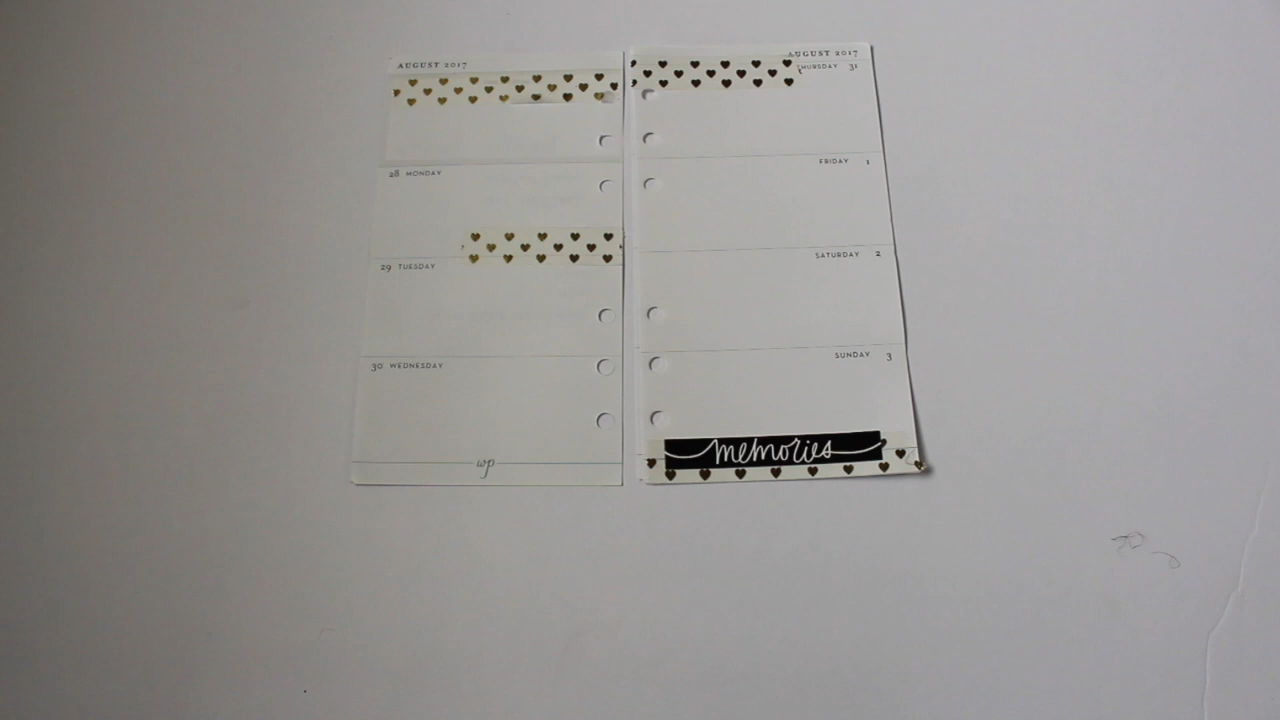 AUGUST 2017
28 MONDAY
29 TUESDAY
30 WEDNESDAY
wp
AUGUST 2017
THURSDAY 31
FRIDAY 1
SATURDAY 2
SUNDAY 3
memories